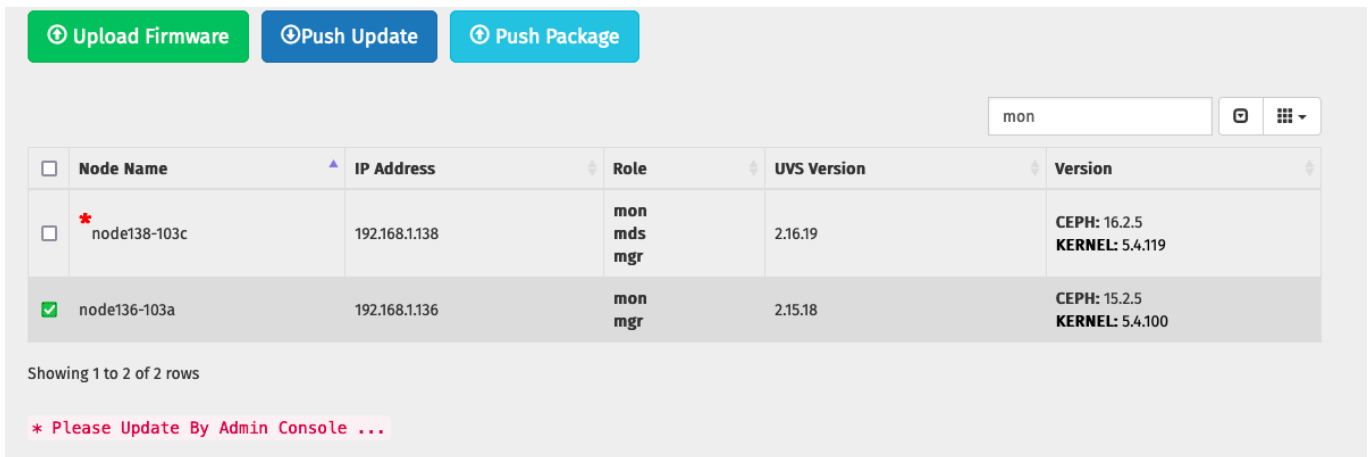 Upload Firmware
Push Update
Push Package
mon
Node Name
IP Address
Role
UVS Version
Version
* node138-103c
192.168.1.138
mon
mds
mgr
2.16.19
CEPH: 16.2.5
KERNEL: 5.4.119
node136-103a
192.168.1.136
mon
mgr
2.15.18
CEPH: 15.2.5
KERNEL: 5.4.100
Showing 1 to 2 of 2 rows
* Please Update By Admin Console ...